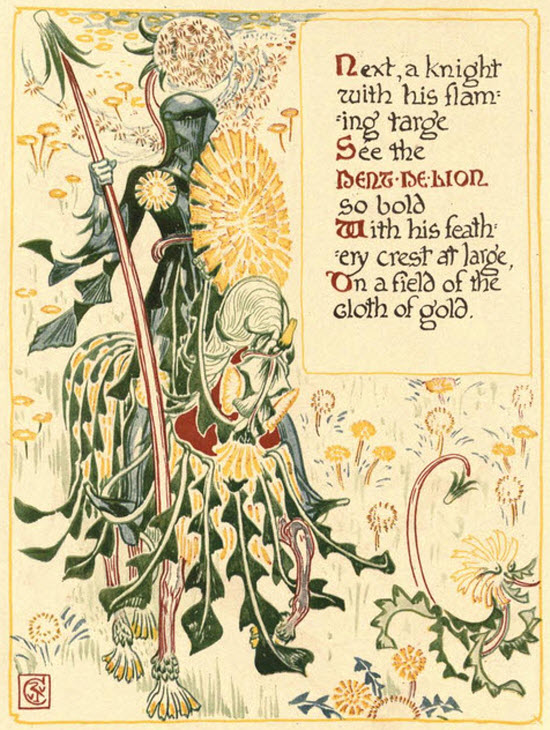 Next, a knight
with his flam=
=ing targe
See the
DENT·DE·LION
so bold
With his feath=
=ery crest at large,
On a field of the
cloth of gold.